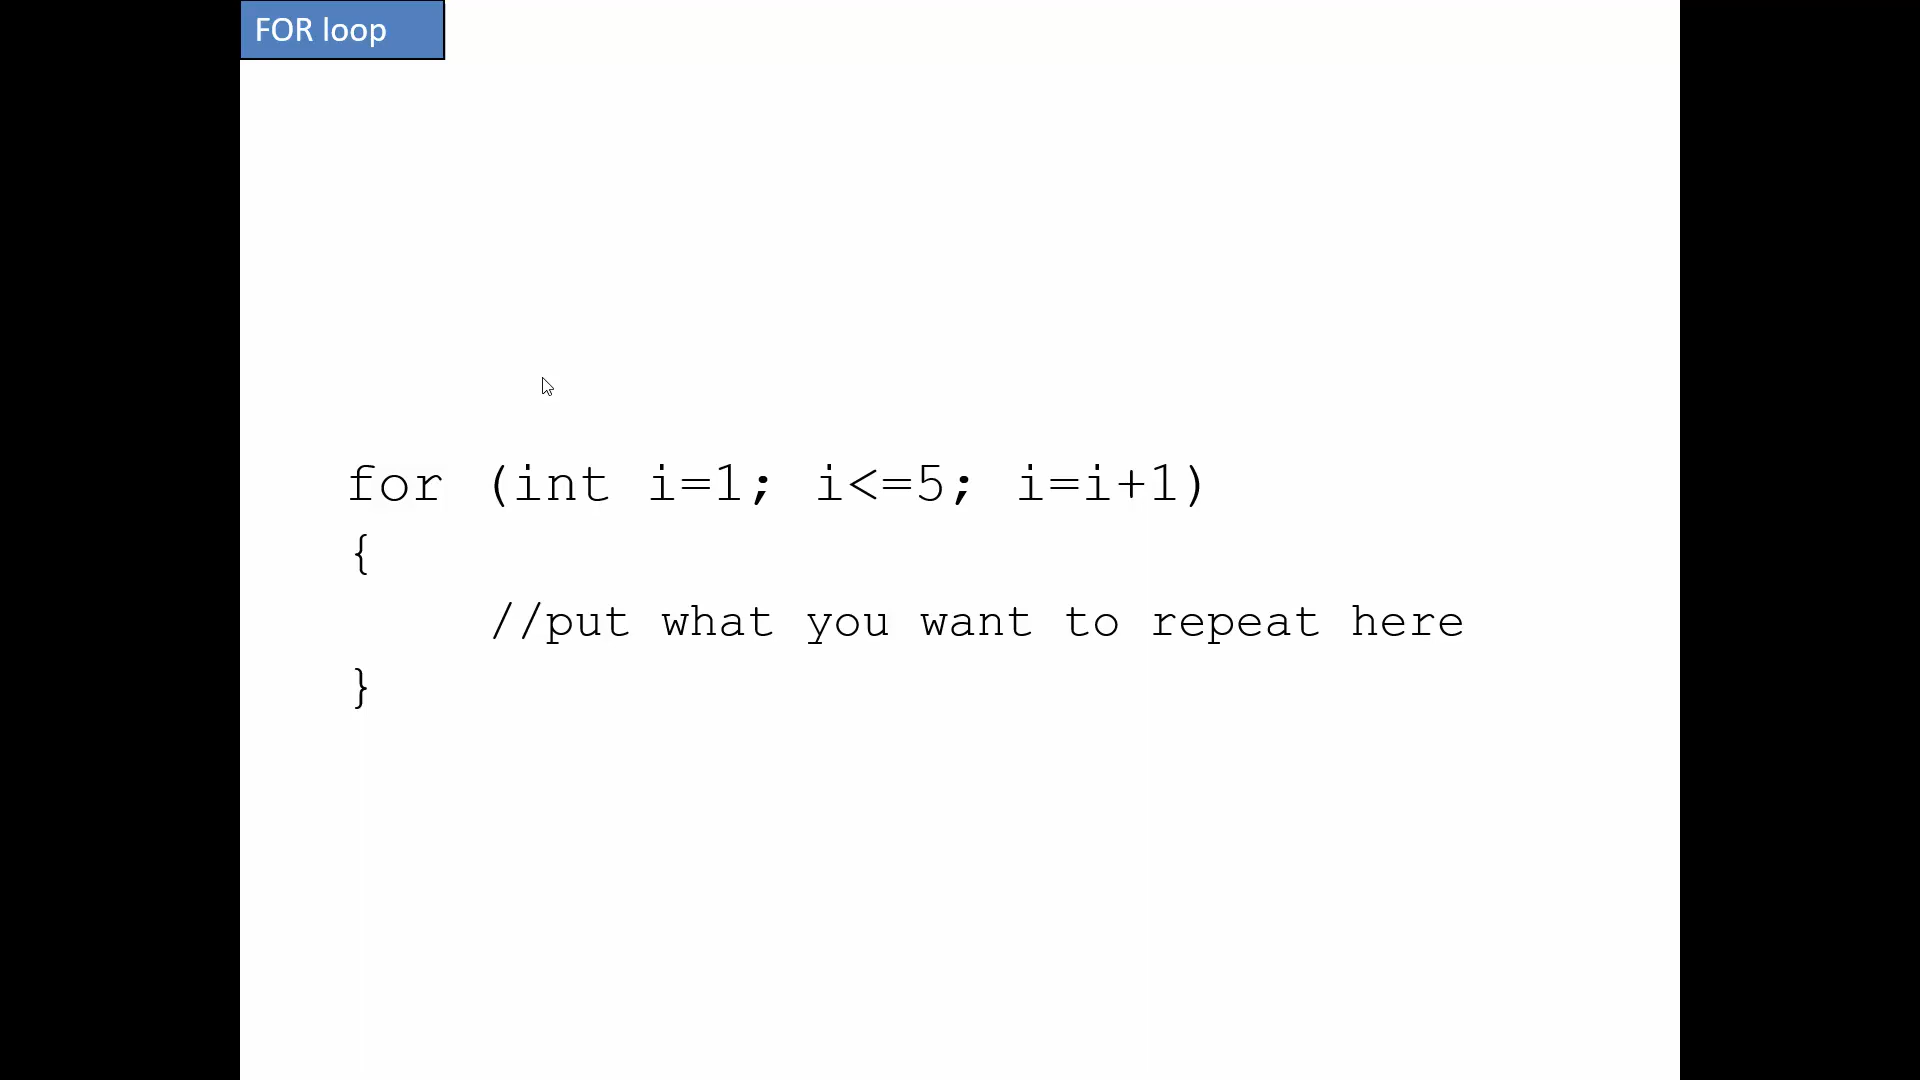 FOR loop
for (int i=1; i<=5; i=i+1)
{
//put what you want to repeat here
}